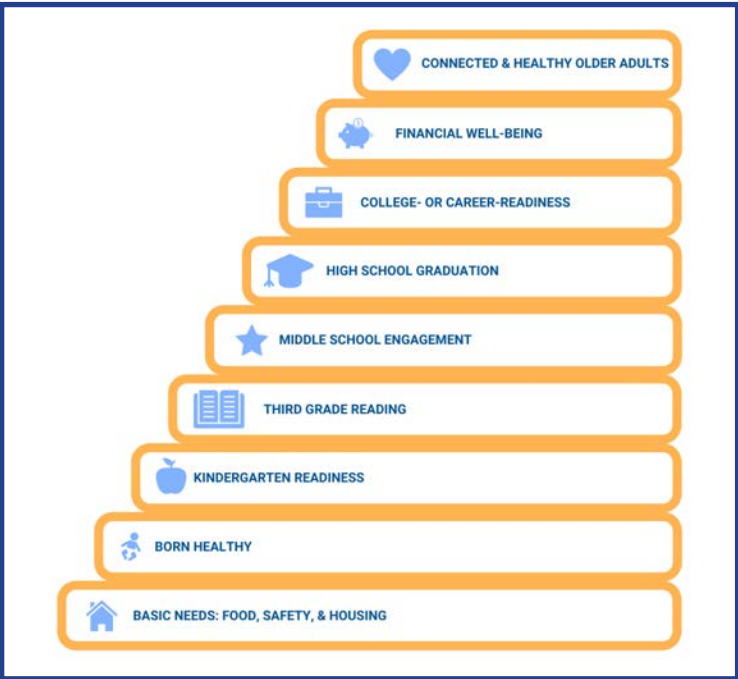 CONNECTED & HEALTHY OLDER ADULTS
FINANCIAL WELL-BEING
COLLEGE- OR CAREER-READINESS
HIGH SCHOOL GRADUATION
MIDDLE SCHOOL ENGAGEMENT
THIRD GRADE READING
KINDERGARTEN READINESS
BORN HEALTHY
BASIC NEEDS: FOOD, SAFETY, & HOUSING